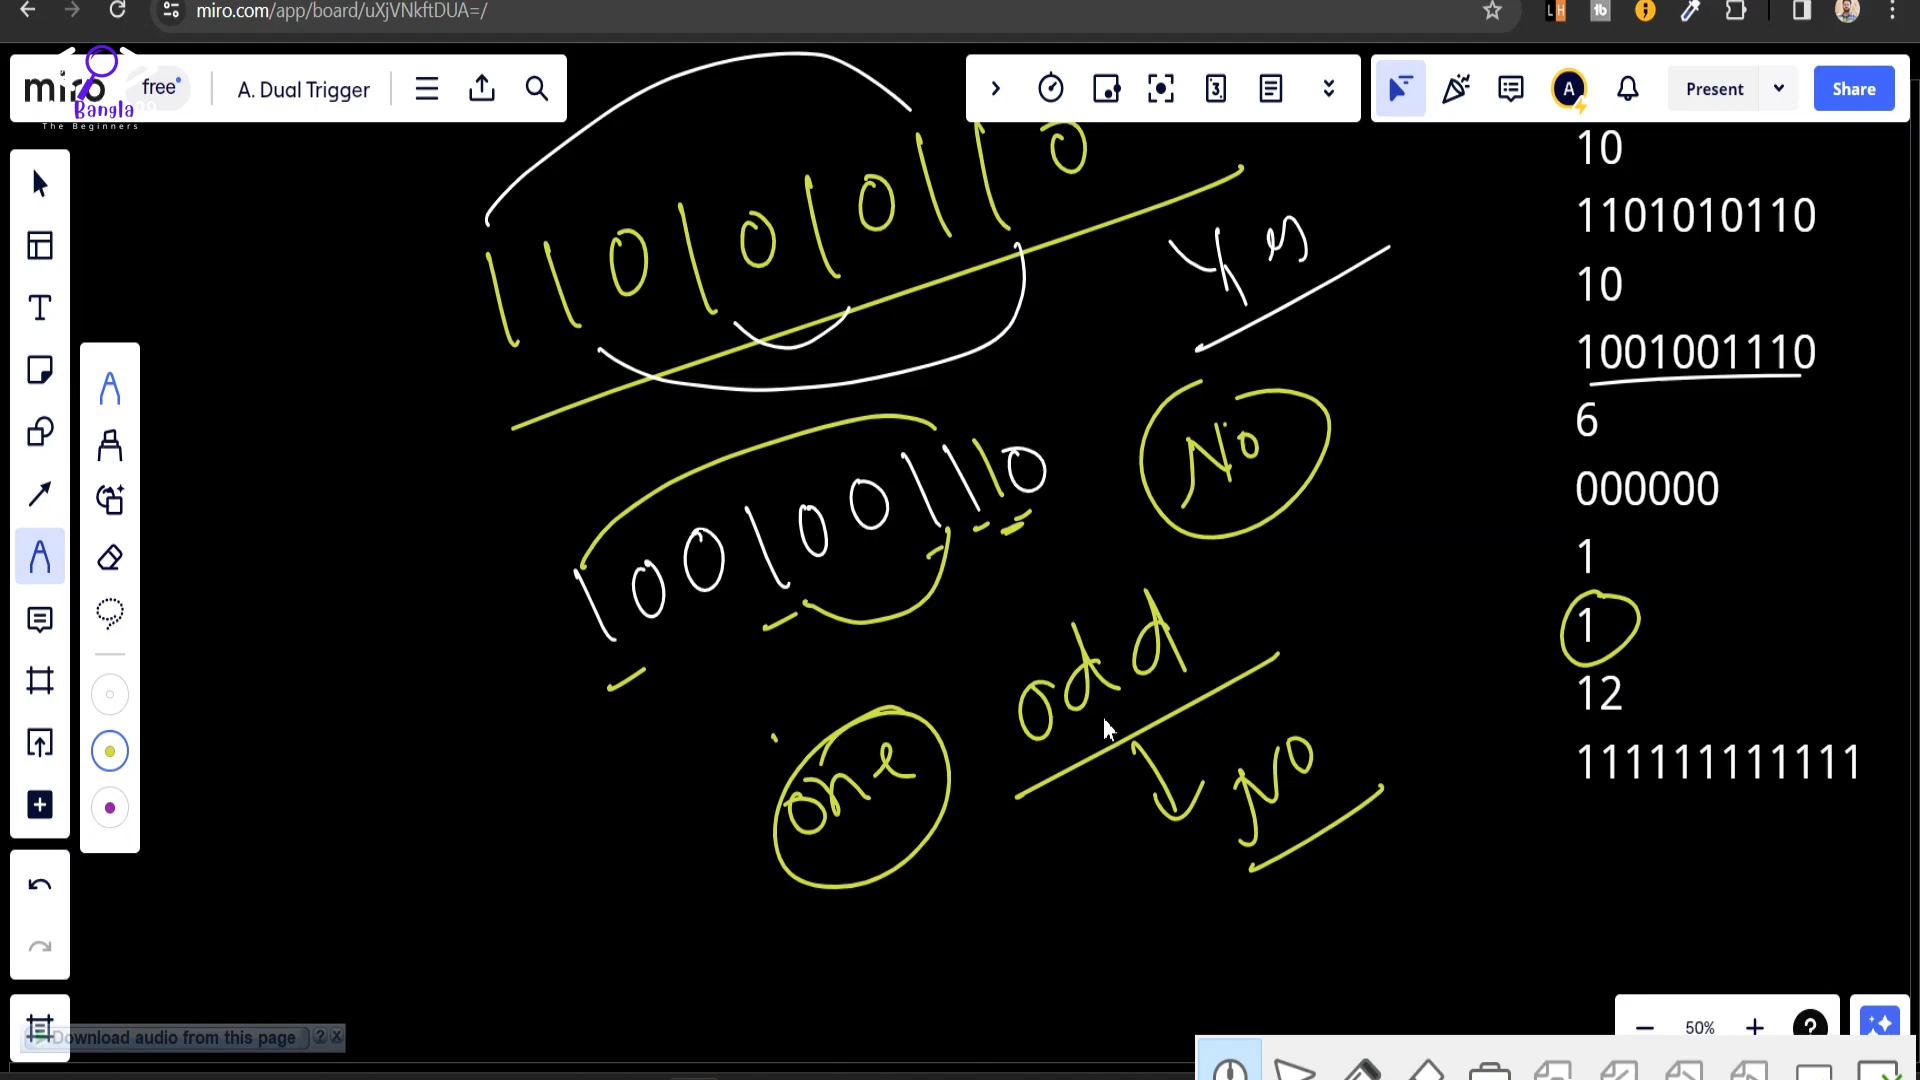 miro.com/app/board/uXjVNkftDUA=/
miro
free
A. Dual Trigger
Bangla
The Beginners
Present
Share
A
10
1101010110
10
1001001110
6
000000
1
1
12
111111111111
1101010110
Yes
1001001110
No
odd
one
No
50%
Download audio from this page